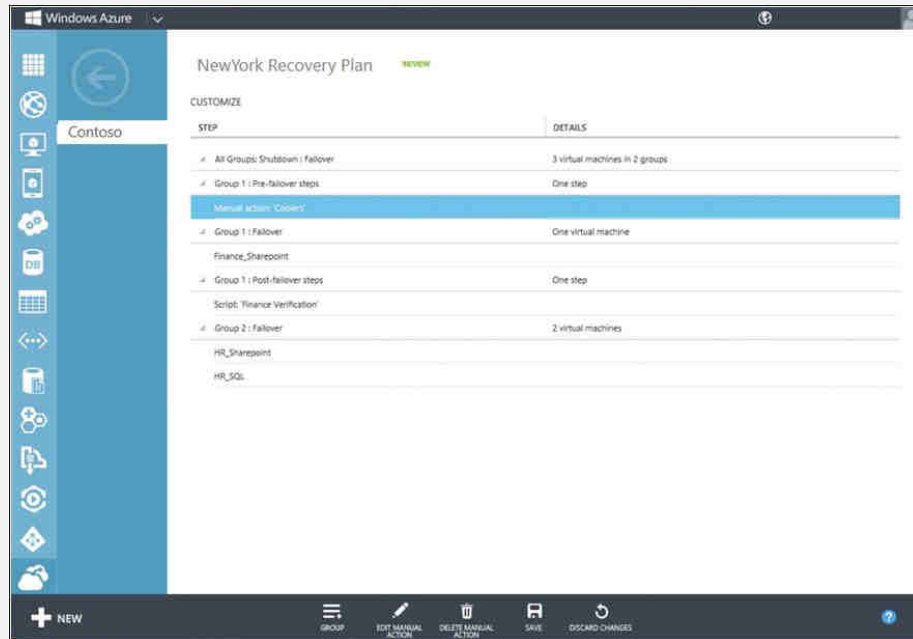 Windows Azure
NewYork Recovery Plan REVIEW
CUSTOMIZE
Contoso
STEP DETAILS
All Groups: Shutdown : Failover 3 virtual machines in 2 groups
Group 1 : Pre-failover steps One step
Manual action: 'Coolers'
Group 1 : Failover One virtual machine
Finance_Sharepoint
Group 1 : Post-failover steps One step
Script: 'Finance Verification'
Group 2 : Failover 2 virtual machines
HR_Sharepoint
HR_SQL
DB
NEW
GROUP
EDIT MANUAL ACTION
DELETE MANUAL ACTION
SAVE
DISCARD CHANGES
?